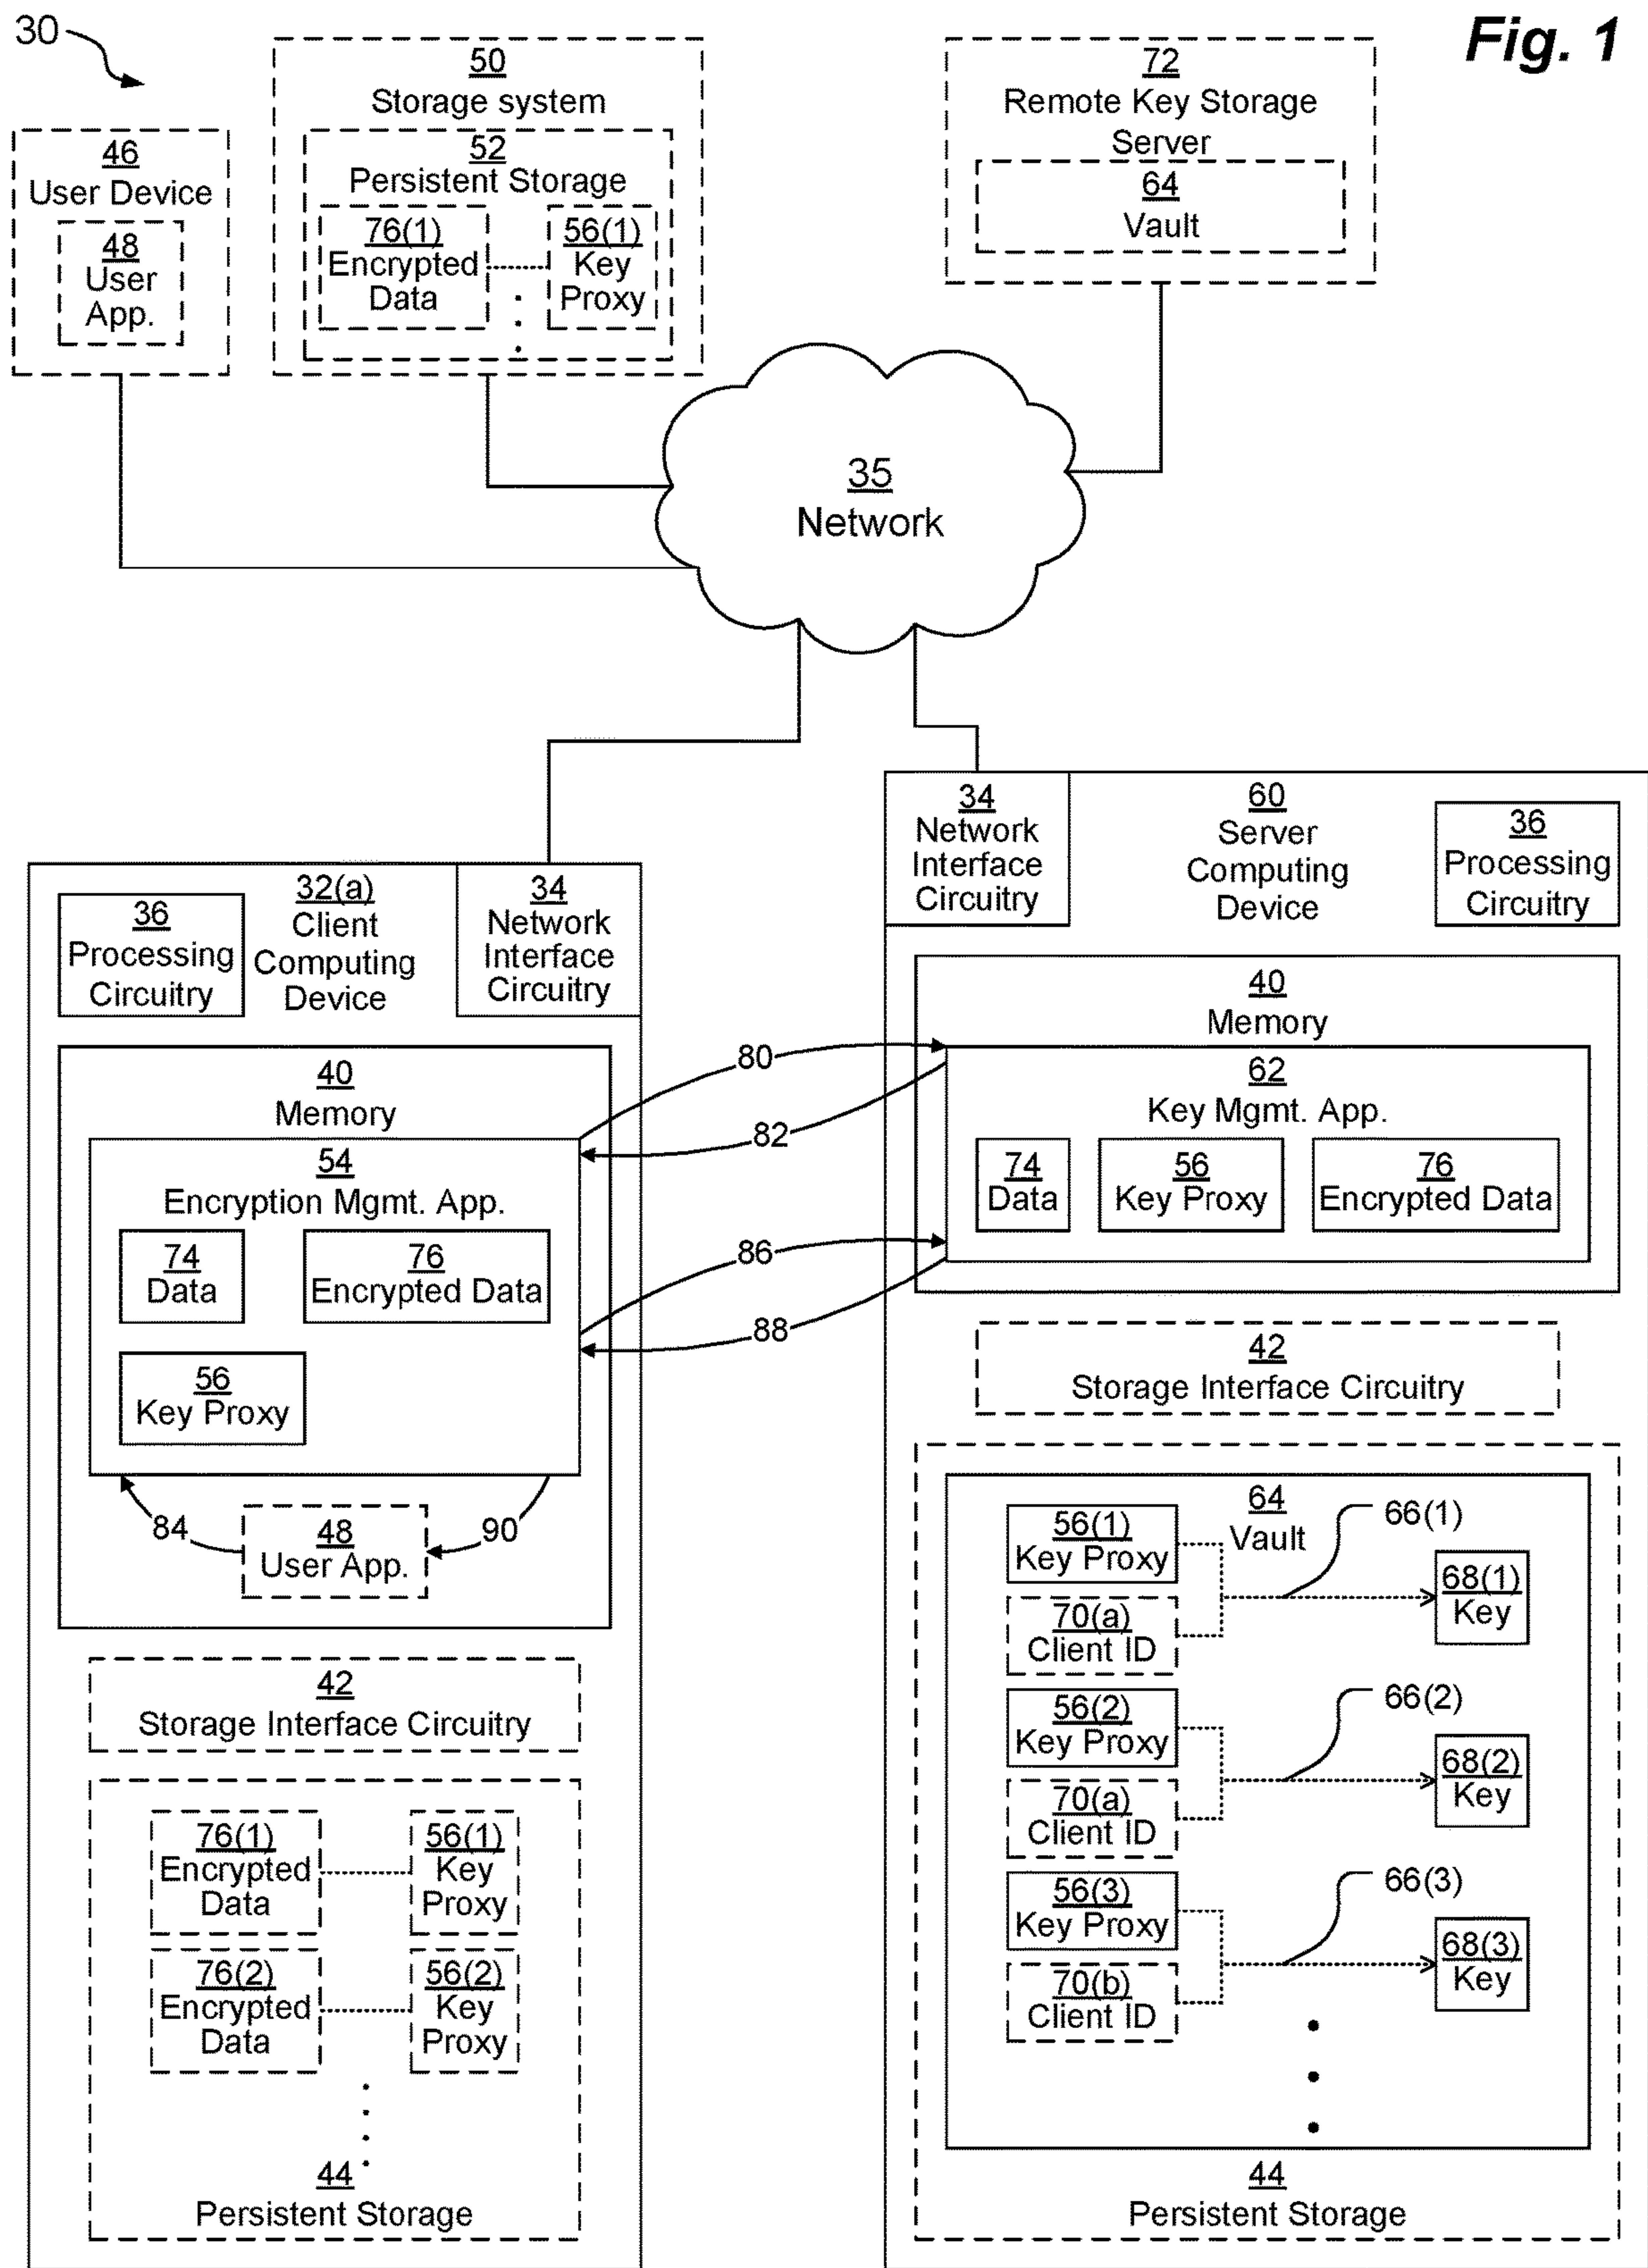 30
Fig. 1
46
User Device
48
User
App.
50
Storage system
52
Persistent Storage
76(1)
Encrypted
Data
56(1)
Key
Proxy
72
Remote Key Storage
Server
64
Vault
35
Network
32(a)
Client
Computing
Device
36
Processing
Circuitry
34
Network
Interface
Circuitry
40
Memory
54
Encryption Mgmt. App.
74
Data
76
Encrypted Data
56
Key Proxy
84
48
User App.
90
42
Storage Interface Circuitry
76(1)
Encrypted
Data
56(1)
Key
Proxy
76(2)
Encrypted
Data
56(2)
Key
Proxy
44
Persistent Storage
80
82
86
88
34
Network
Interface
Circuitry
60
Server
Computing
Device
36
Processing
Circuitry
40
Memory
62
Key Mgmt. App.
74
Data
56
Key Proxy
76
Encrypted Data
42
Storage Interface Circuitry
64
Vault
56(1)
Key Proxy
70(a)
Client ID
66(1)
68(1)
Key
56(2)
Key Proxy
70(a)
Client ID
66(2)
68(2)
Key
56(3)
Key Proxy
70(b)
Client ID
66(3)
68(3)
Key
44
Persistent Storage